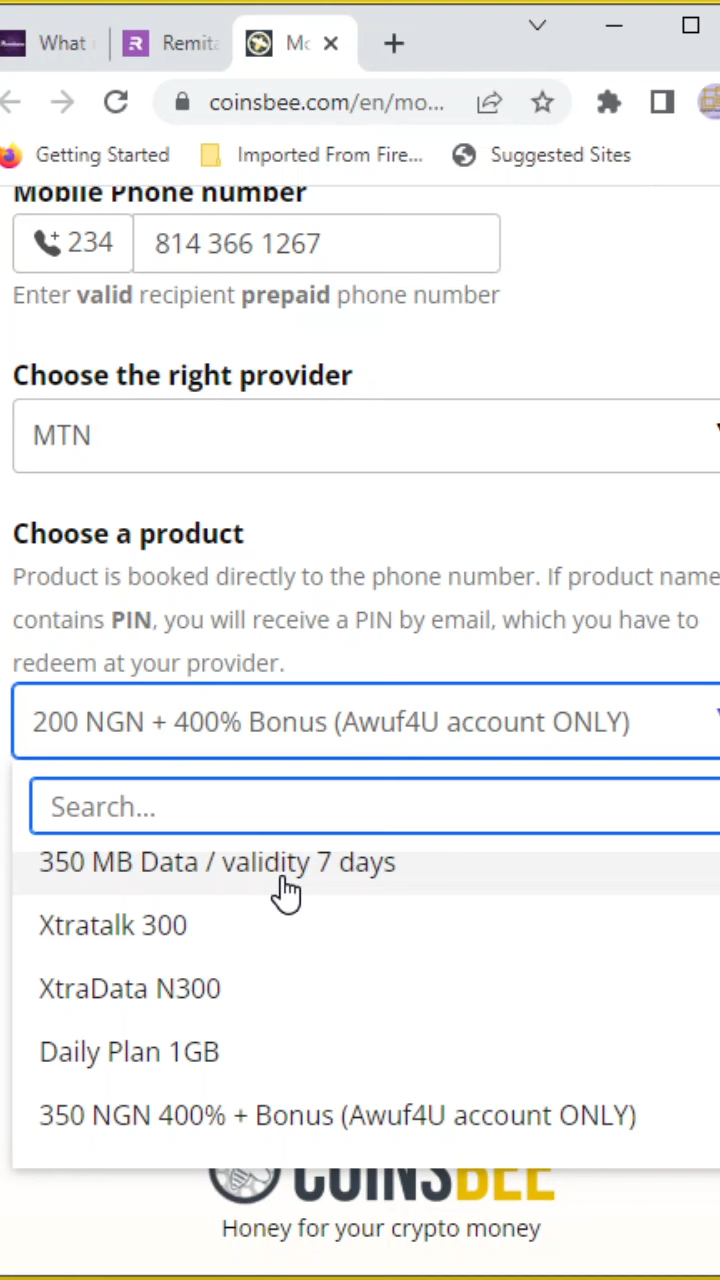 What
Remita
Mo
coinsbee.com/en/mo...
Getting Started
Imported From Fire...
Suggested Sites
Mobile Phone number
234
814 366 1267
Enter valid recipient prepaid phone number
Choose the right provider
MTN
Choose a product
Product is booked directly to the phone number. If product name
contains PIN, you will receive a PIN by email, which you have to
redeem at your provider.
200 NGN + 400% Bonus (Awuf4U account ONLY)
Search...
350 MB Data / validity 7 days
Xtratalk 300
XtraData N300
Daily Plan 1GB
350 NGN 400% + Bonus (Awuf4U account ONLY)
COINSBEE
Honey for your crypto money